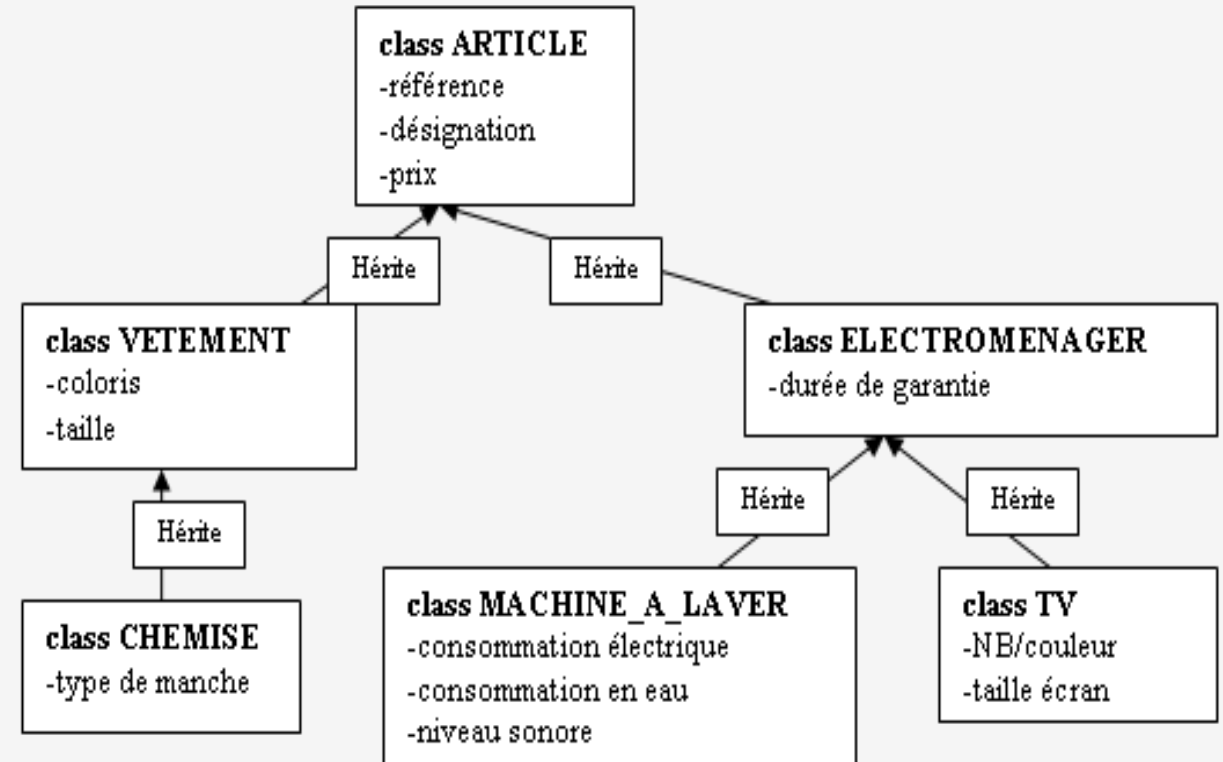 class ARTICLE
-référence
-désignation
-prix
Hérite
Hérite
class VETEMENT
-coloris
-taille
class ELECTROMENAGER
-durée de garantie
Hérite
Hérite
Hérite
class CHEMISE
-type de manche
class MACHINE_A_LAVER
-consommation électrique
-consommation en eau
-niveau sonore
class TV
-NB/couleur
-taille écran